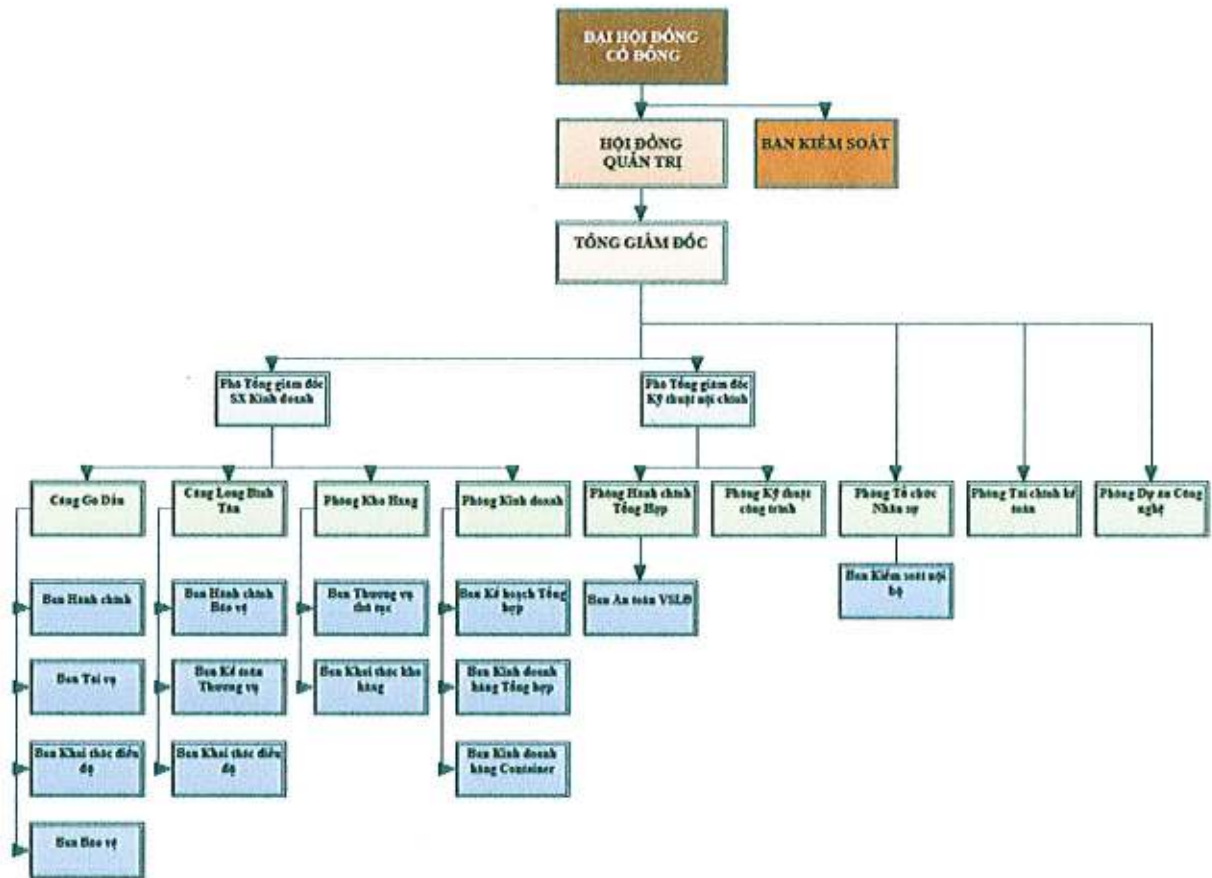 ĐẠI HỘI ĐỒNG
CỔ ĐÔNG
HỘI ĐỒNG
QUẢN TRỊ
BAN KIỂM SOÁT
TỔNG GIÁM ĐỐC
Phó Tổng giám đốc
SX Kinh doanh
Phó Tổng giám đốc
Kỹ thuật nội chính
Cảng Gò Dầu
Cảng Long Bình
Tân
Phòng Kho Hàng
Phòng Kinh doanh
Phòng Hành chính
Tổng Hợp
Phòng Kỹ thuật
công trình
Phòng Tổ chức
Nhân sự
Phòng Tài chính kế
toán
Phòng Dự án Công
nghệ
Ban Hành chính
Ban Hành chính
Bảo vệ
Ban Thương vụ
thủ tục
Ban Kế hoạch Tổng
hợp
Ban An toàn VSLĐ
Ban Kiểm soát nội
bộ
Ban Tài vụ
Ban Kế toán
Thương vụ
Ban Khai thác kho
hàng
Ban Kinh doanh
hàng Tổng hợp
Ban Khai thác điều
độ
Ban Khai thác điều
độ
Ban Kinh doanh
hàng Container
Ban Bảo vệ